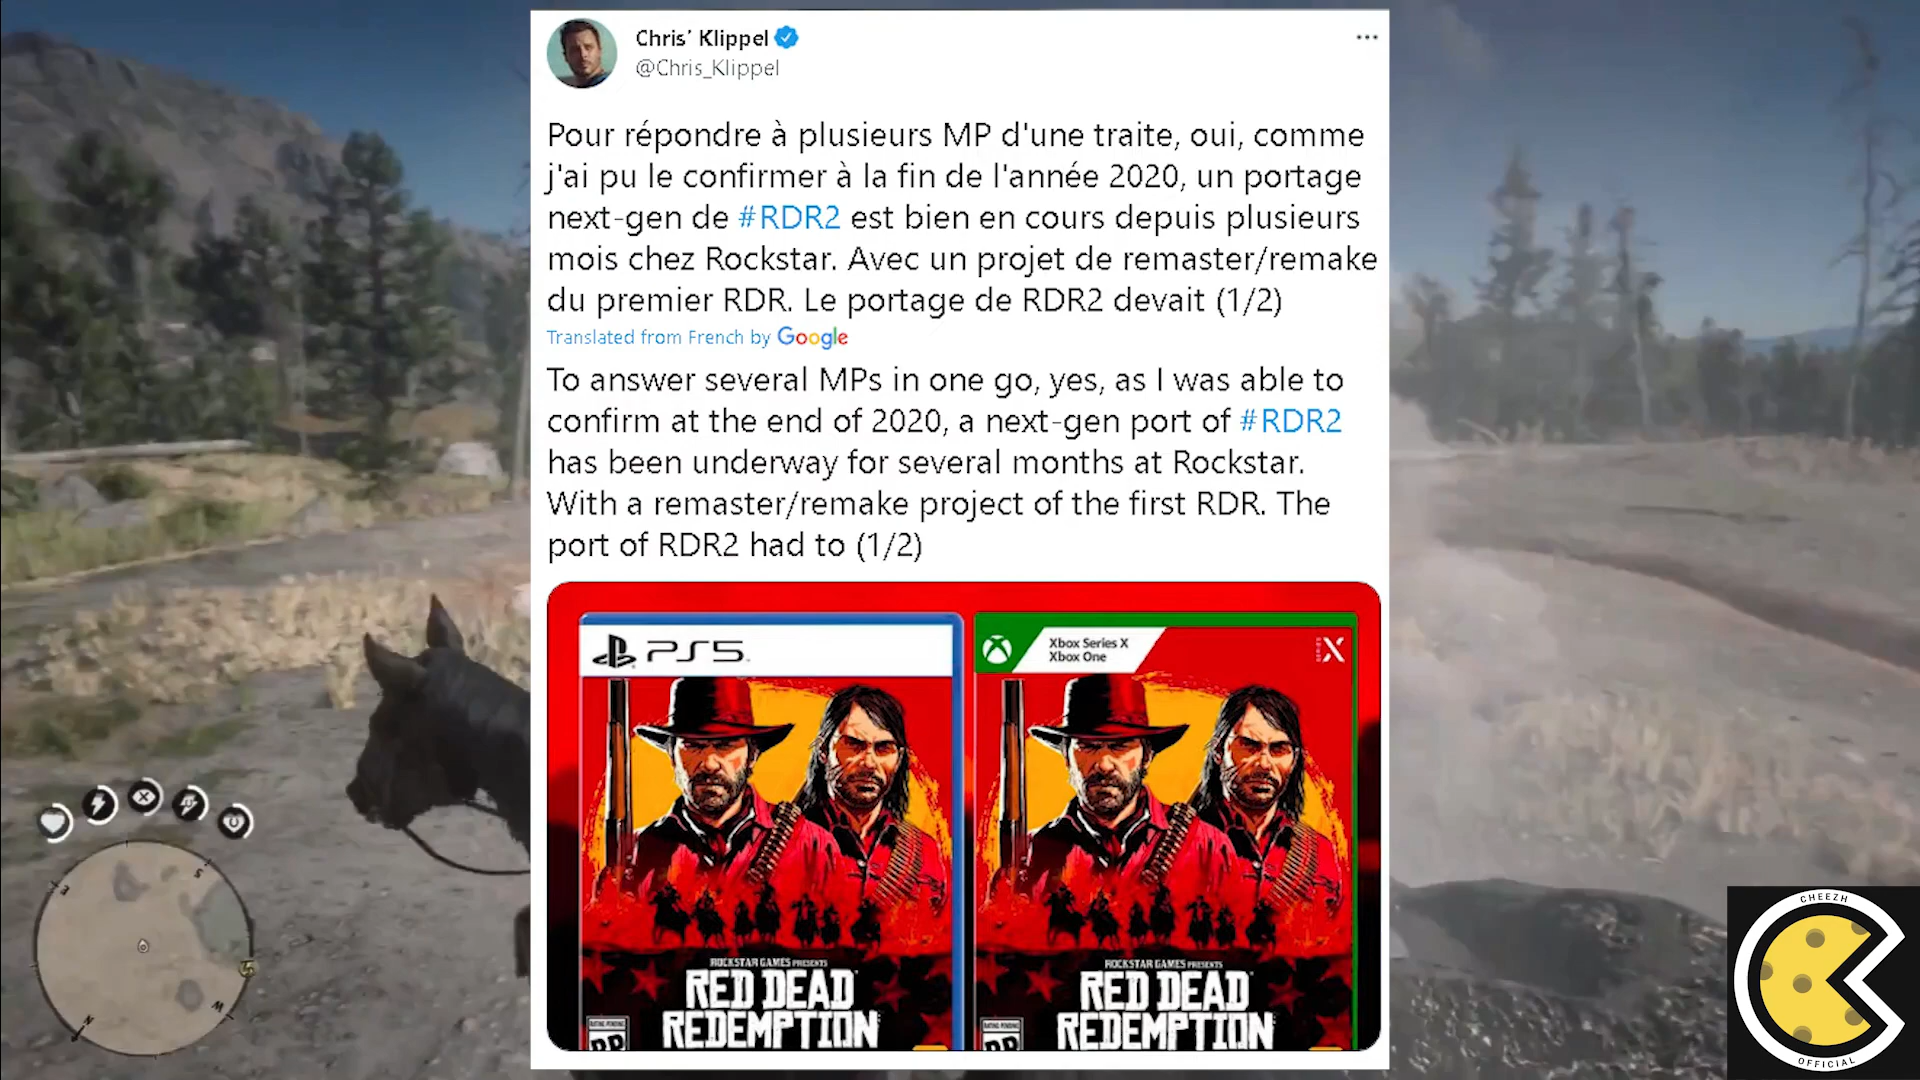 Chris' Klippel
@Chris_Klippel
Pour répondre à plusieurs MP d'une traite, oui, comme
j'ai pu le confirmer à la fin de l'année 2020, un portage
next-gen de #RDR2 est bien en cours depuis plusieurs
mois chez Rockstar. Avec un projet de remaster/remake
du premier RDR. Le portage de RDR2 devait (1/2)
Translated from French by Google
To answer several MPs in one go, yes, as I was able to
confirm at the end of 2020, a next-gen port of #RDR2
has been underway for several months at Rockstar.
With a remaster/remake project of the first RDR. The
port of RDR2 had to (1/2)
PS5
Xbox Series X
Xbox One
ROCKSTAR GAMES PRESENTS
RED DEAD
REDEMPTION
RATING PENDING
RP
ROCKSTAR GAMES PRESENTS
RED DEAD
REDEMPTION
RATING PENDING
RP
S
E
W
N
CHEEZH
OFFICIAL